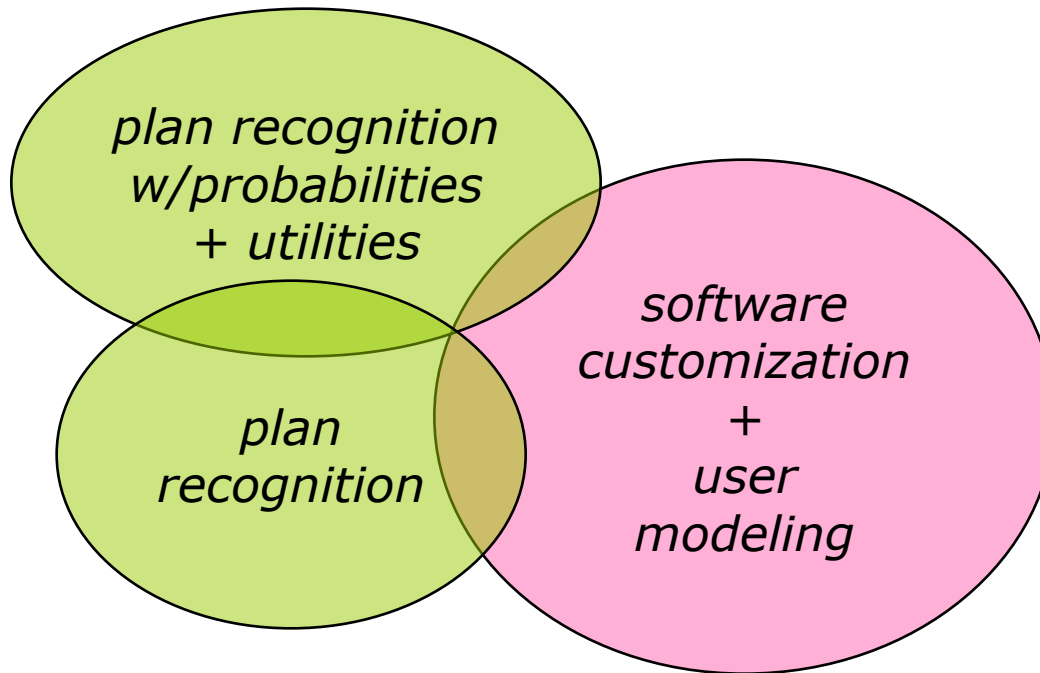 plan recognition
w/probabilities
+ utilities
plan
recognition
software
customization
+
user
modeling